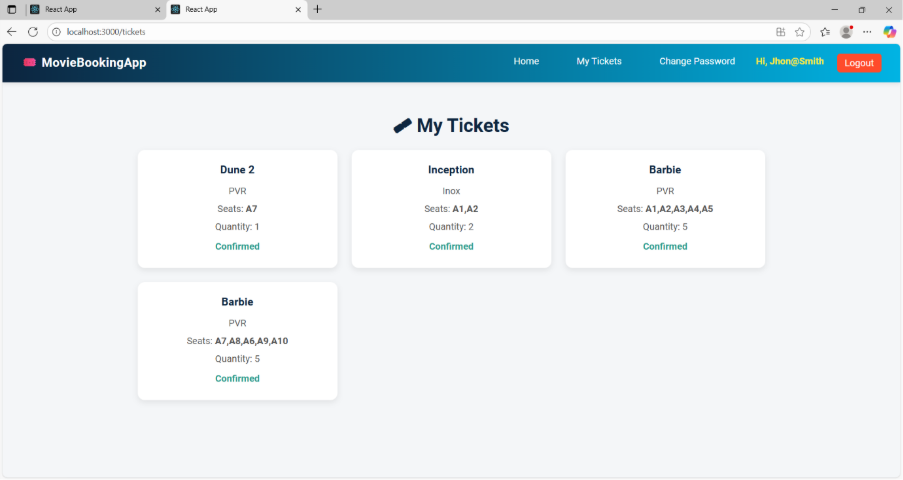 React App
React App
localhost:3000/tickets
MovieBookingApp Home My Tickets Change Password Hi, Jhon@Smith Logout
My Tickets
Dune 2
PVR
Seats: A7
Quantity: 1
Confirmed
Inception
Inox
Seats: A1,A2
Quantity: 2
Confirmed
Barbie
PVR
Seats: A1,A2,A3,A4,A5
Quantity: 5
Confirmed
Barbie
PVR
Seats: A7,A8,A6,A9,A10
Quantity: 5
Confirmed